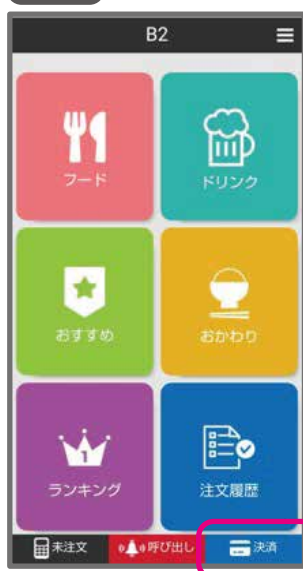 B2
フード
ドリンク
おすすめ
おかわり
1
ランキング
注文履歴
未注文
呼び出し
決済